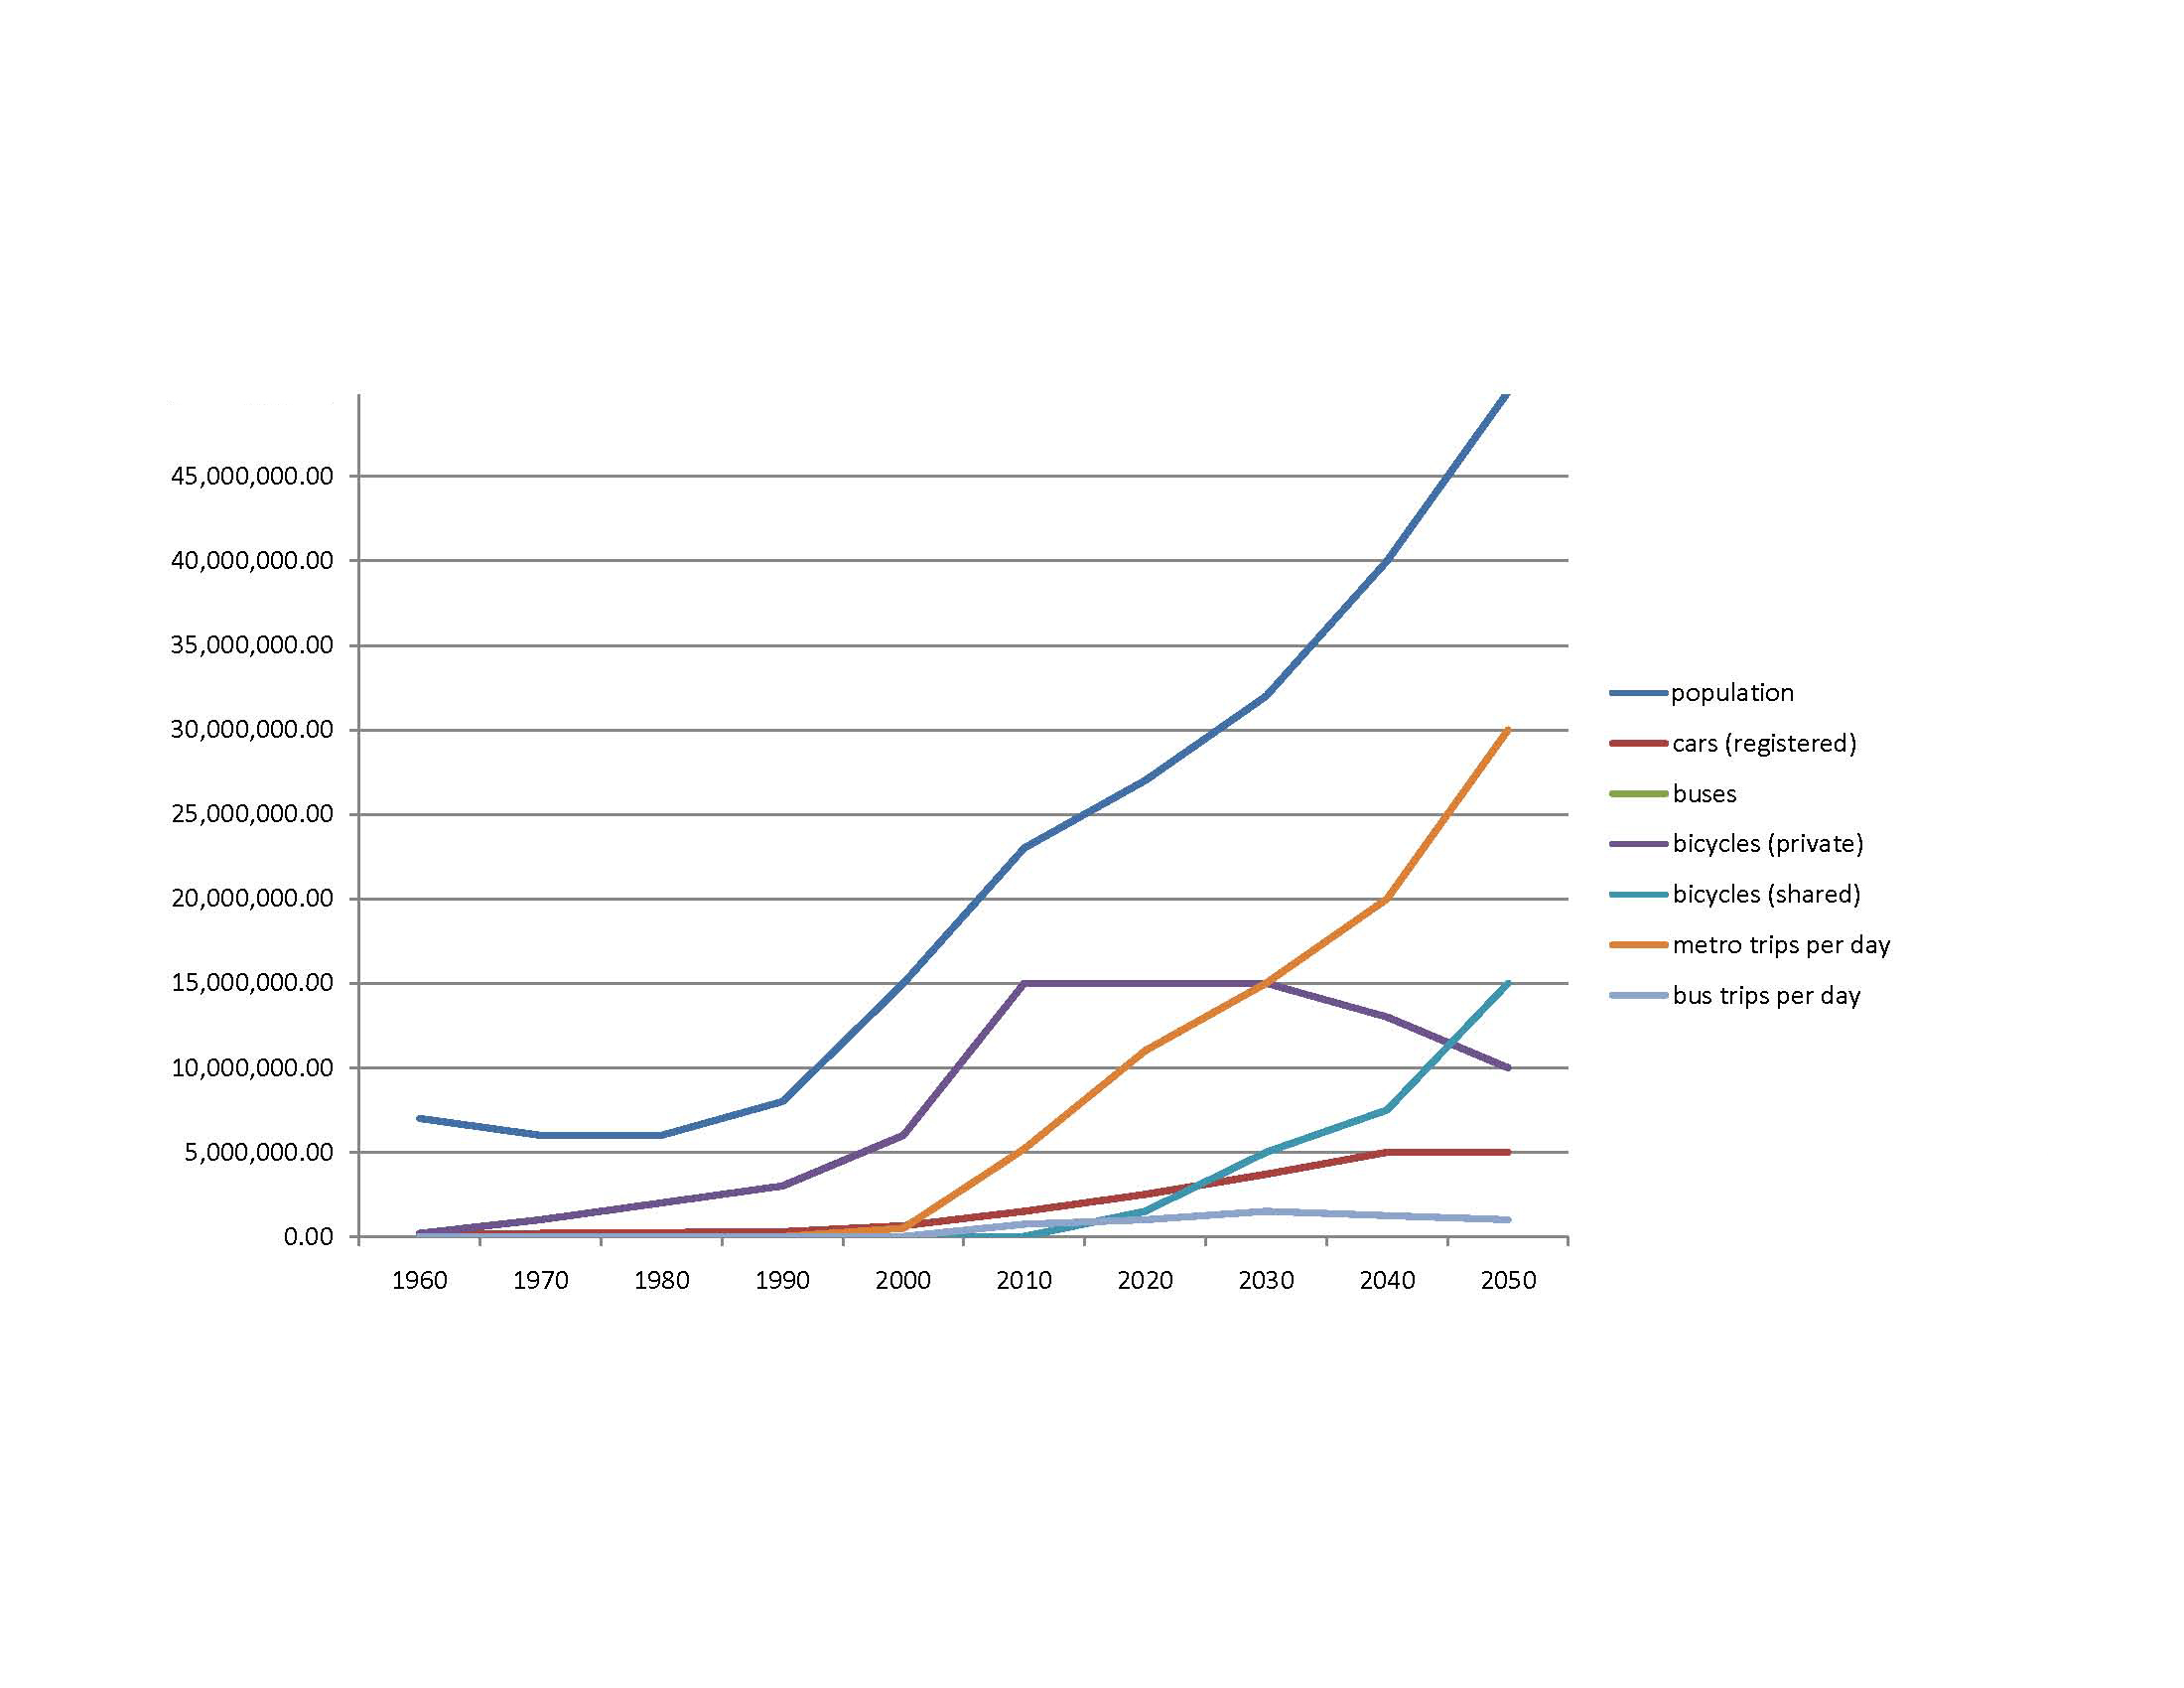 45,000,000.00
40,000,000.00
35,000,000.00
30,000,000.00
25,000,000.00
20,000,000.00
15,000,000.00
10,000,000.00
5,000,000.00
0.00
1960 1970 1980 1990 2000 2010 2020 2030 2040 2050
population
cars (registered)
buses
bicycles (private)
bicycles (shared)
metro trips per day
bus trips per day